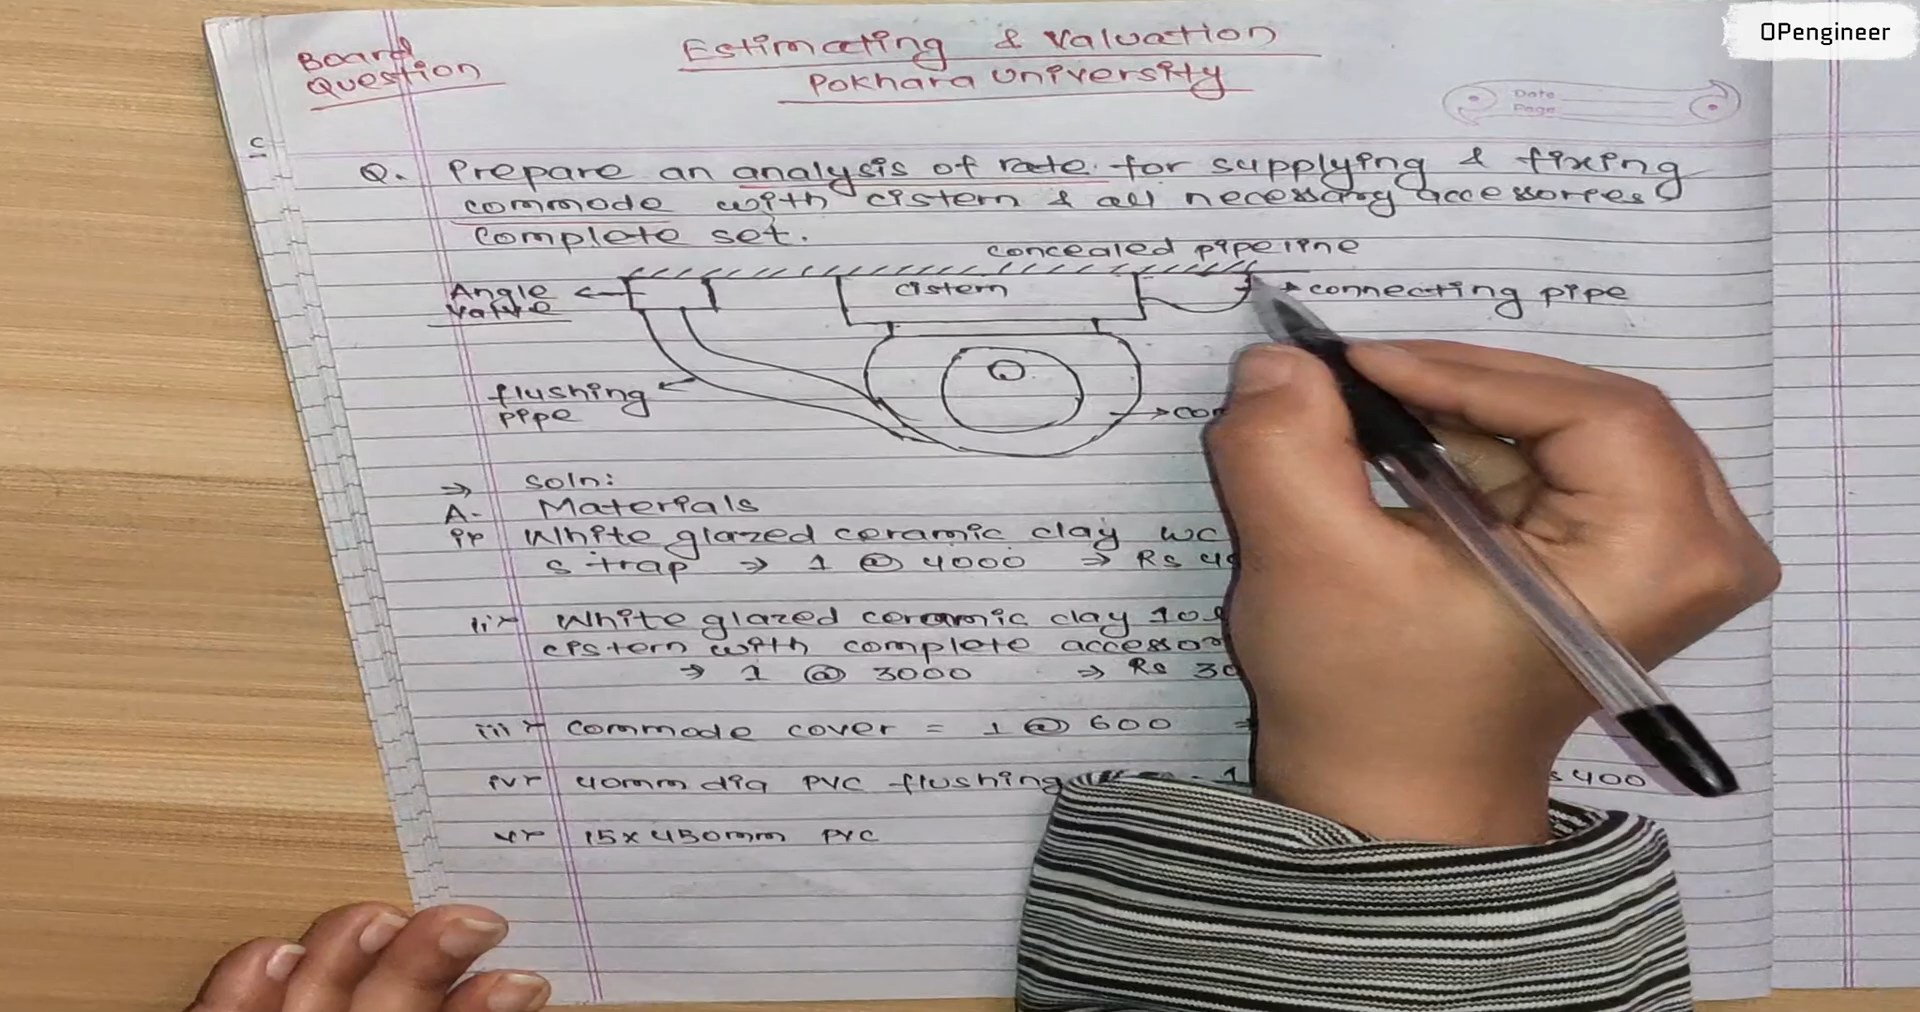 OPengineer
Board
Question
Estimating & Valuation
Pokhara University
Date
Page
C
Q. Prepare an analysis of rate for supplying & fixing
commode with cistern & all necessary accessories
complete set.
concealed pipeline
Angle
valve
cistern
connecting pipe
flushing
pipe
⇒ Soln:
A. Materials
i> White glazed ceramic clay WC
S trap ⇒ 1 @ 4000 ⇒ Rs
ii> White glazed ceramic clay
cistern with complete
⇒ 1 @ 3000 ⇒ Rs
iii> commode cover = 1 @ 600
iv> 40mm dia PVC flushing 400
v> 15x450mm PVC